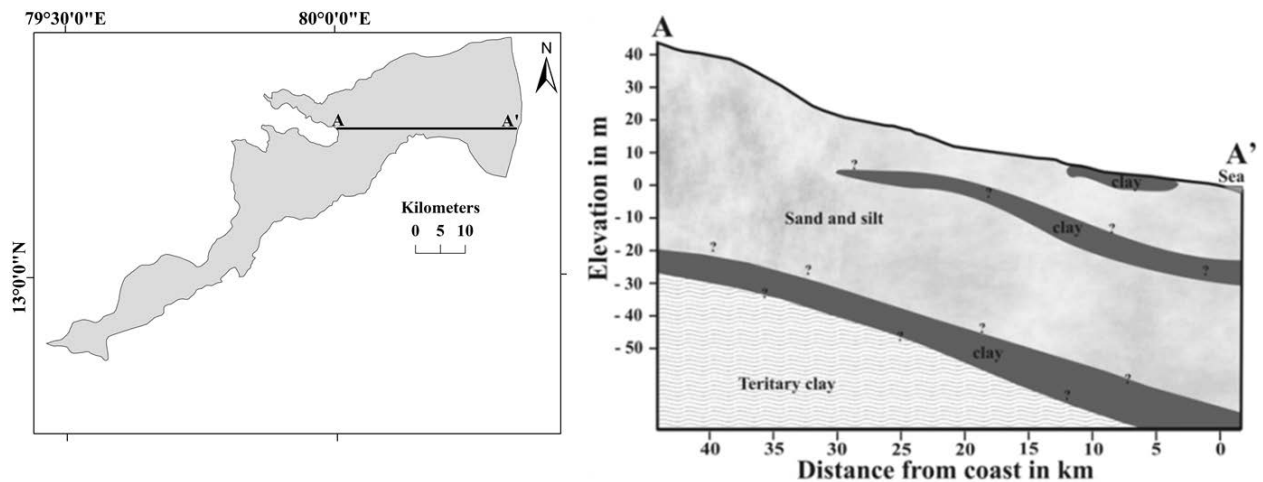 79°30'0"E 80°0'0"E
N
A A'
Kilometers
0 5 10
13°0'0"N
A
A’
Sea
Elevation in m
40
30
20
10
0
- 10
- 20
- 30
- 40
- 50
?
?
clay
Sand and silt
clay
?
?
?
?
?
?
?
clay
?
?
Teritary clay
40 35 30 25 20 15 10 5 0
Distance from coast in km